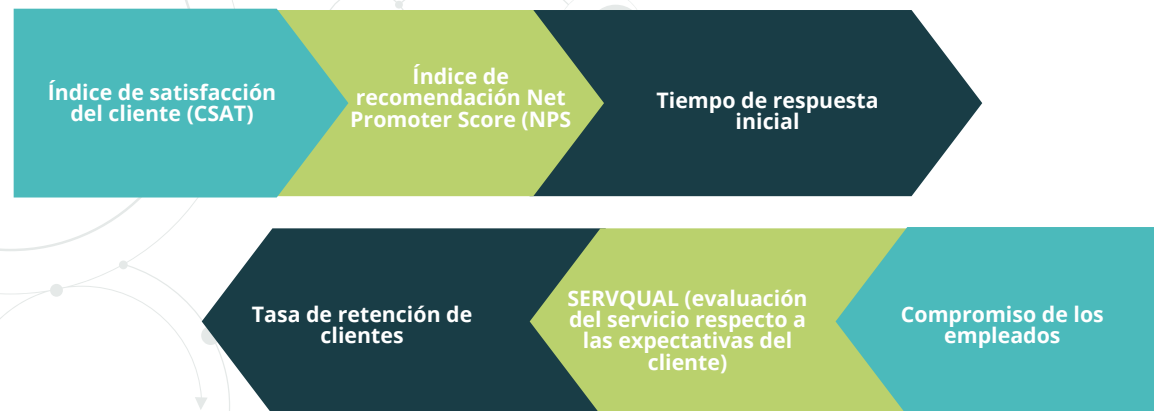 Índice de satisfacción
del cliente (CSAT)
Índice de
recomendación Net
Promoter Score (NPS
Tiempo de respuesta
inicial
Tasa de retención de
clientes
SERVQUAL (evaluación
del servicio respecto a
las expectativas del
cliente)
Compromiso de los
empleados